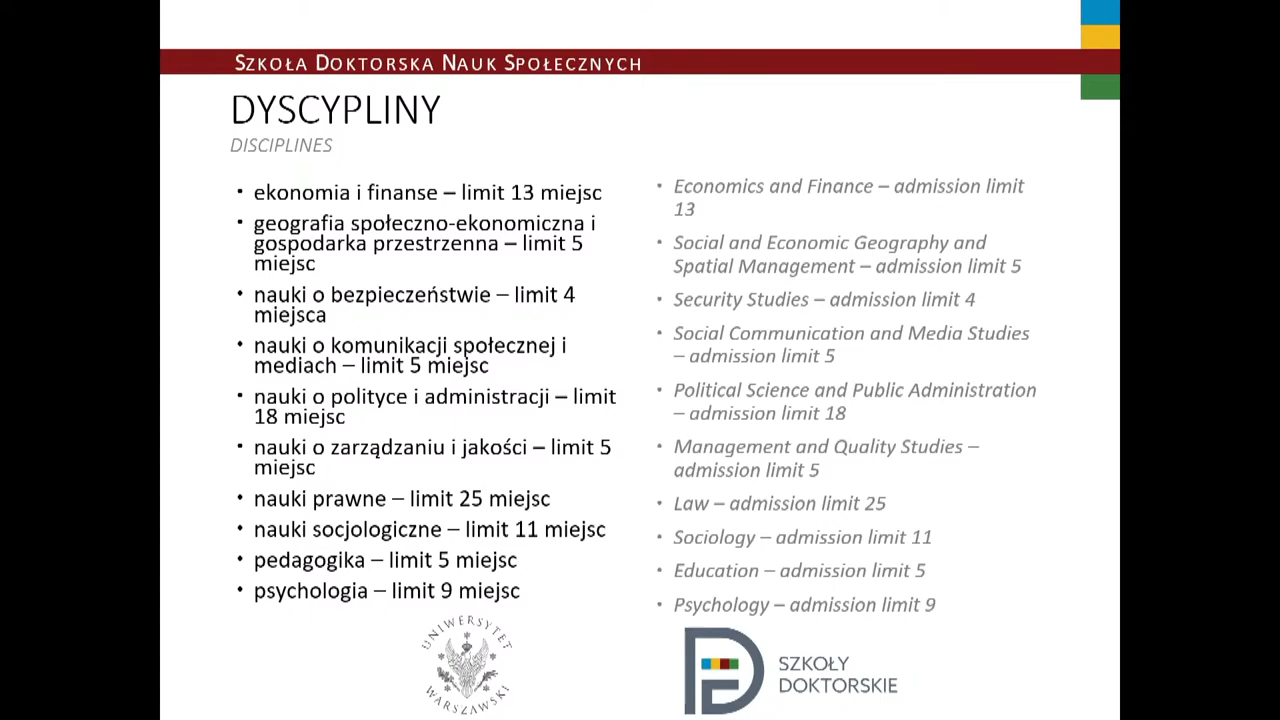 SZKOŁA DOKTORSKA NAUK SPOŁECZNYCH
DYSCYPLINY
DISCIPLINES
• ekonomia i finanse – limit 13 miejsc
• geografia społeczno-ekonomiczna i
gospodarka przestrzenna – limit 5
miejsc
• nauki o bezpieczeństwie – limit 4
miejsca
• nauki o komunikacji społecznej i
mediach – limit 5 miejsc
• nauki o polityce i administracji – limit
18 miejsc
• nauki o zarządzaniu i jakości – limit 5
miejsc
• nauki prawne – limit 25 miejsc
• nauki socjologiczne – limit 11 miejsc
• pedagogika – limit 5 miejsc
• psychologia – limit 9 miejsc
• Economics and Finance – admission limit
13
• Social and Economic Geography and
Spatial Management – admission limit 5
• Security Studies – admission limit 4
• Social Communication and Media Studies
– admission limit 5
• Political Science and Public Administration
– admission limit 18
• Management and Quality Studies –
admission limit 5
• Law – admission limit 25
• Sociology – admission limit 11
• Education – admission limit 5
• Psychology – admission limit 9
UNIWERSYTET
WARSZAWSKI
SZKOŁY
DOKTORSKIE